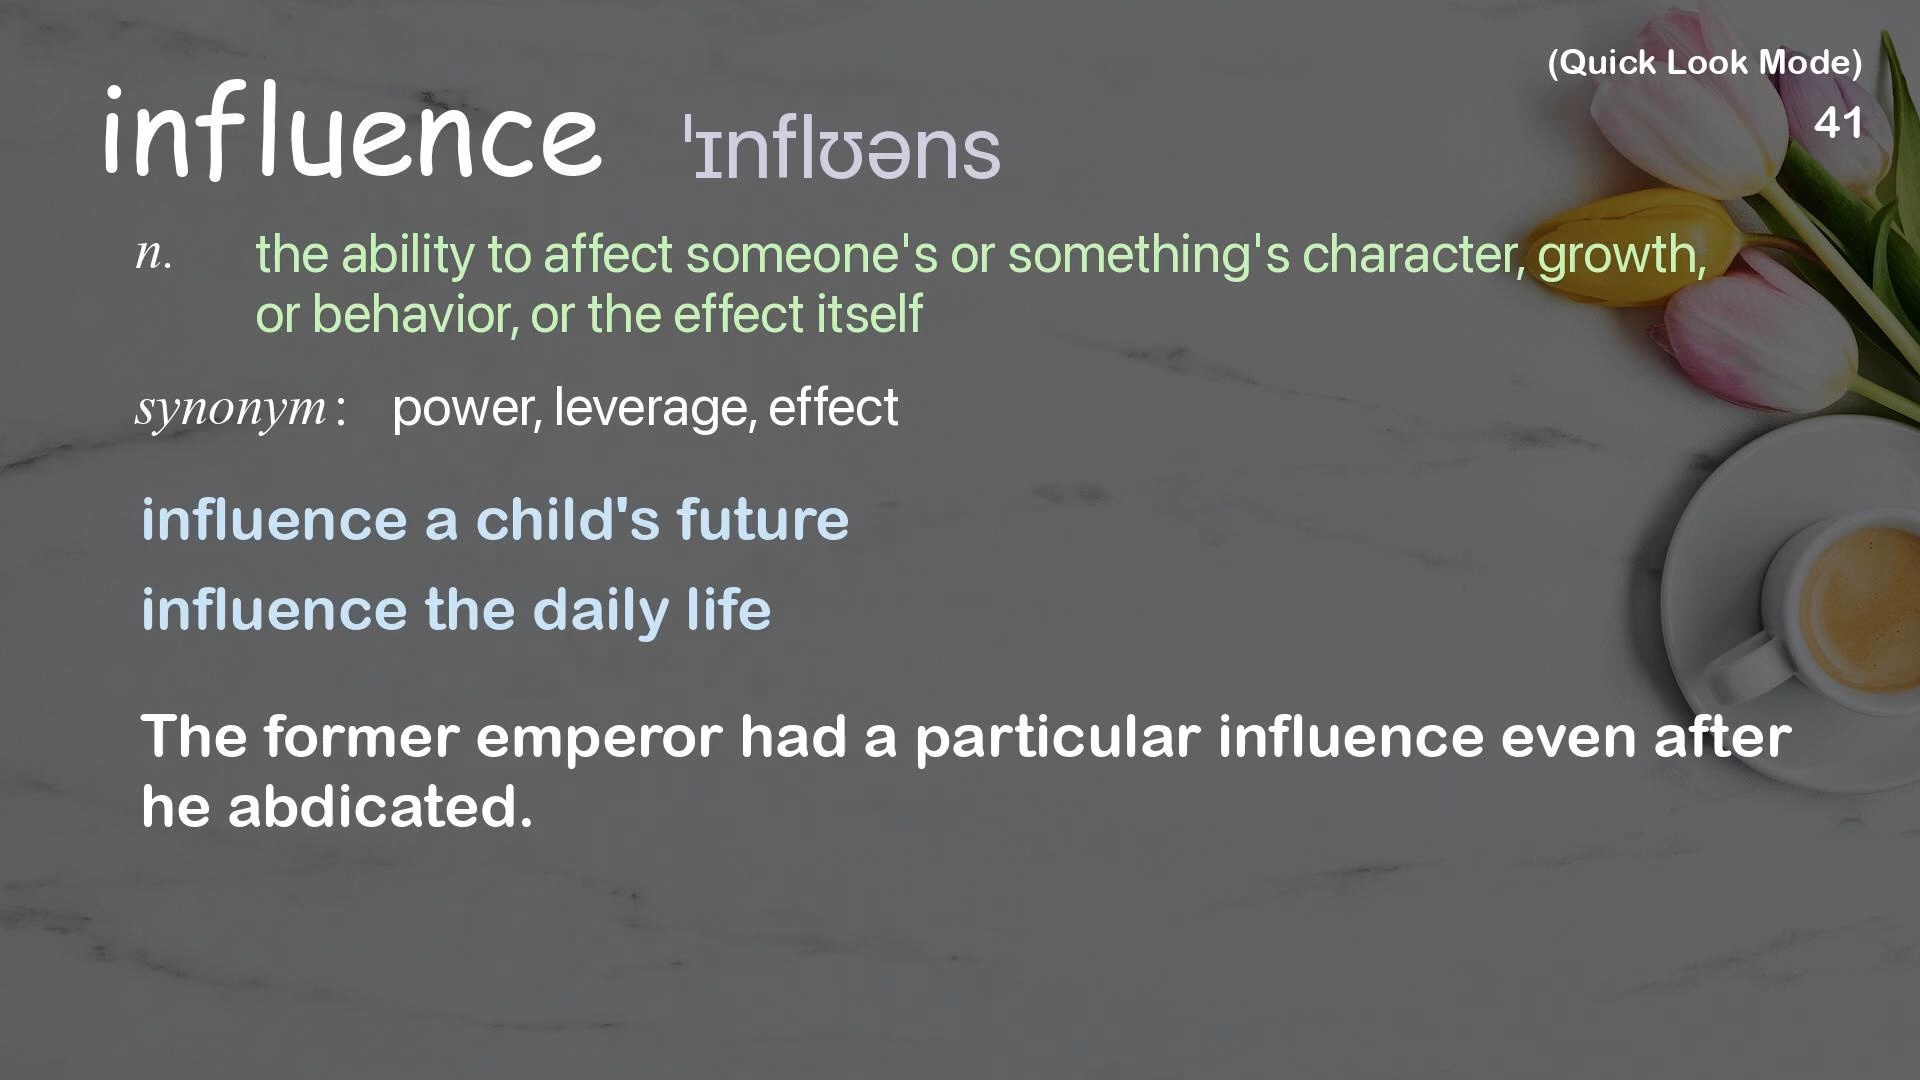 (Quick Look Mode)
41
influence ˈɪnflʊəns
n. the ability to affect someone's or something's character, growth,
or behavior, or the effect itself
synonym: power, leverage, effect
influence a child's future
influence the daily life
The former emperor had a particular influence even after
he abdicated.